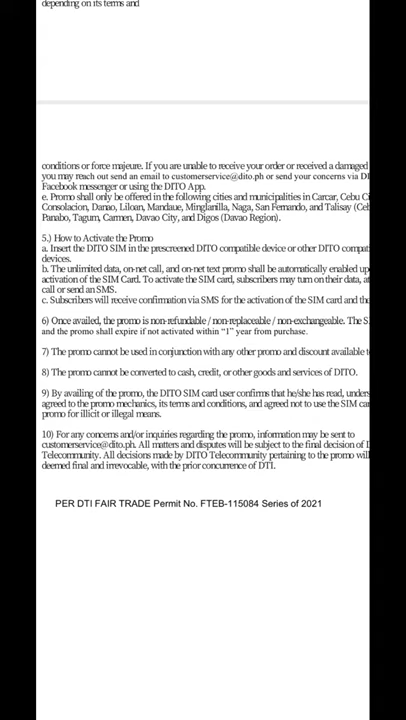 depending on its terms and
conditions or force majeure. If you are unable to receive your order or received a damaged
you may reach out send an email to customerservice@dito.ph or send your concerns via DI
Facebook messenger or using the DITO App.
e. Promo shall only be offered in the following cities and municipalities in Carcar, Cebu Ci
Consolacion, Danao, Liloan, Mandaue, Minglanilla, Naga, San Fernando, and Talisay (Ceb
Panabo, Tagum, Carmen, Davao City, and Digos (Davao Region).
5.) How to Activate the Promo
a. Insert the DITO SIM in the prescreened DITO compatible device or other DITO compat
devices.
b. The unlimited data, on-net call, and on-net text promo shall be automatically enabled up
activation of the SIM Card. To activate the SIM card, subscribers may turn on their data, at
call or send an SMS.
c. Subscribers will receive confirmation via SMS for the activation of the SIM card and the
6) Once availed, the promo is non-refundable / non-replaceable / non-exchangeable. The S
and the promo shall expire if not activated within “1” year from purchase.
7) The promo cannot be used in conjunction with any other promo and discount available t
8) The promo cannot be converted to cash, credit, or other goods and services of DITO.
9) By availing of the promo, the DITO SIM card user confirms that he/she has read, unders
agreed to the promo mechanics, its terms and conditions, and agreed not to use the SIM car
promo for illicit or illegal means.
10) For any concerns and/or inquiries regarding the promo, information may be sent to
customerservice@dito.ph. All matters and disputes will be subject to the final decision of D
Telecommunity. All decisions made by DITO Telecommunity pertaining to the promo will
deemed final and irrevocable, with the prior concurrence of DTI.
PER DTI FAIR TRADE Permit No. FTEB-115084 Series of 2021